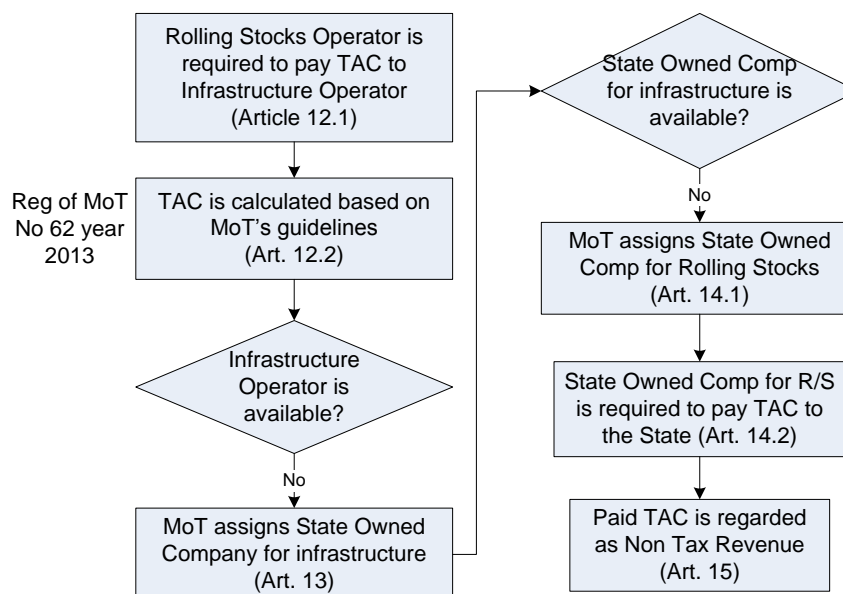 Rolling Stocks Operator is
required to pay TAC to
Infrastructure Operator
(Article 12.1)
Reg of MoT
No 62 year
2013
TAC is calculated based on
MoT's guidelines
(Art. 12.2)
Infrastructure
Operator is
available?
No
MoT assigns State Owned
Company for infrastructure
(Art. 13)
State Owned Comp
for infrastructure is
available?
No
MoT assigns State Owned
Comp for Rolling Stocks
(Art. 14.1)
State Owned Comp for R/S
is required to pay TAC to
the State (Art. 14.2)
Paid TAC is regarded
as Non Tax Revenue
(Art. 15)